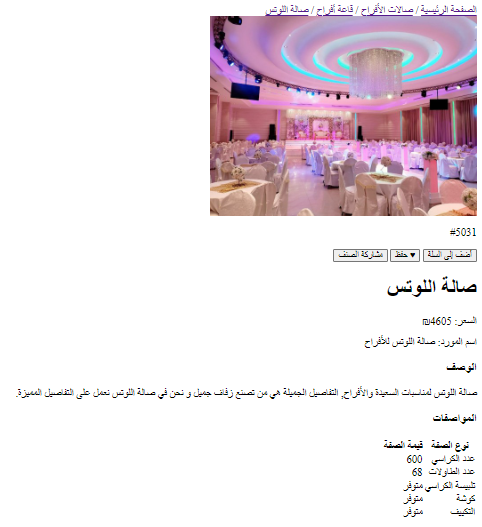 الصفحة الرئيسية / صالات الأفراح / قاعة أفراح / صالة اللوتس
#5031
أضف إلى السلة ♥ حفظ مشاركة الصنف
صالة اللوتس
السعر: 4605₪
اسم المورد: صالة اللوتس للأفراح
الوصف
صالة اللوتس لمناسبات السعيدة والأفراح, التفاصيل الجميلة هي من تصنع زفاف جميل و نحن في صالة اللوتس نعمل على التفاصيل المميزة.
المواصفات
نوع الصفة قيمة الصفة
عدد الكراسي 600
عدد الطاولات 68
تلبيسة الكراسي متوفر
كوشة متوفر
التكييف متوفر